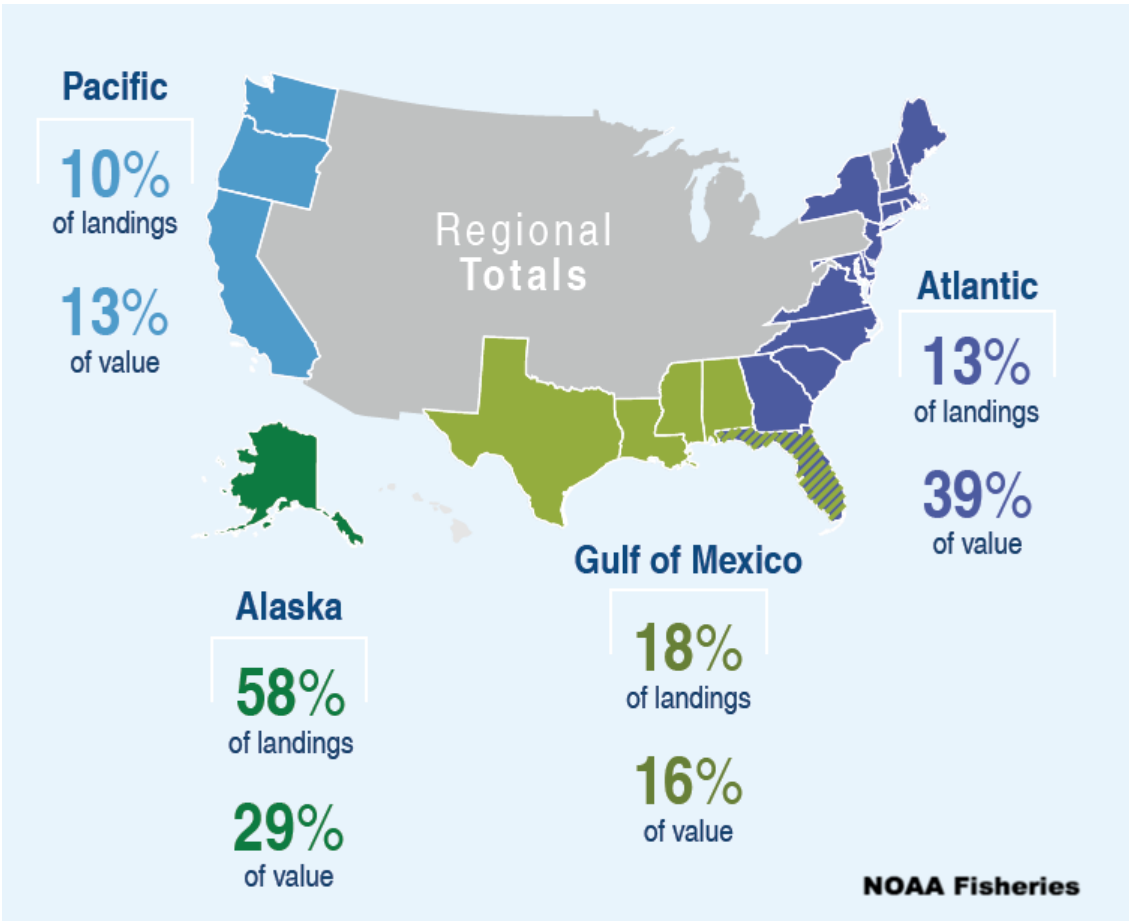 Pacific
10%
of landings
13%
of value
Regional
Totals
Atlantic
13%
of landings
39%
of value
Alaska
58%
of landings
29%
of value
Gulf of Mexico
18%
of landings
16%
of value
NOAA Fisheries